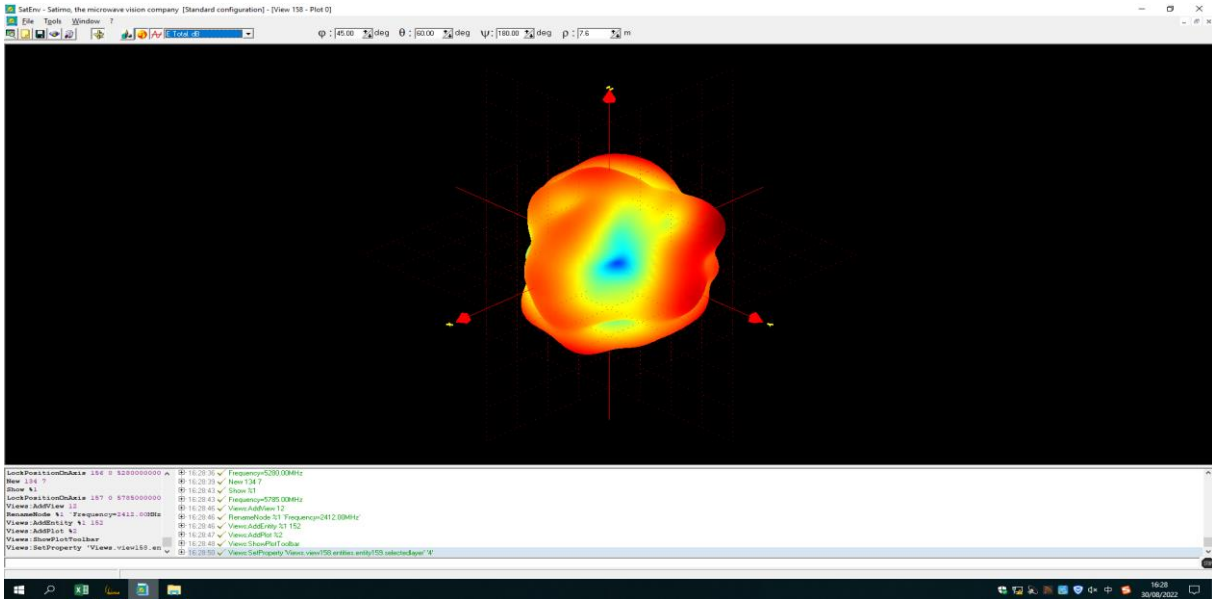 SatEnv - Satimo, the microwave vision company [Standard configuration] - [View 158 - Plot 0]
File Tools Window ?
E Total dB φ : 45.00 deg θ : 60.00 deg ψ: 180.00 deg ρ : 7.6 m
LockPositionOnAxis 156 0 5280000000
New 134 7
Show %1
LockPositionOnAxis 157 0 5785000000
Views:AddView 12
RenameNode %1 'Frequency=2412.00MHz
Views:AddEntity %1 152
Views:AddPlot %2
Views:ShowPlotToolbar
Views:SetProperty 'Views.view158.en
16:28:36 Frequency=5280.00MHz
16:28:39 New 134 7
16:28:43 Show %1
16:28:43 Frequency=5785.00MHz
16:28:46 Views:AddView 12
16:28:46 RenameNode %1 'Frequency=2412.00MHz'
16:28:46 Views:AddEntity %1 152
16:28:47 Views:AddPlot %2
16:28:48 Views:ShowPlotToolbar
16:28:50 Views:SetProperty 'Views.view158.entities.entity159.selectedlayer' '4'
中
16:28
30/08/2022